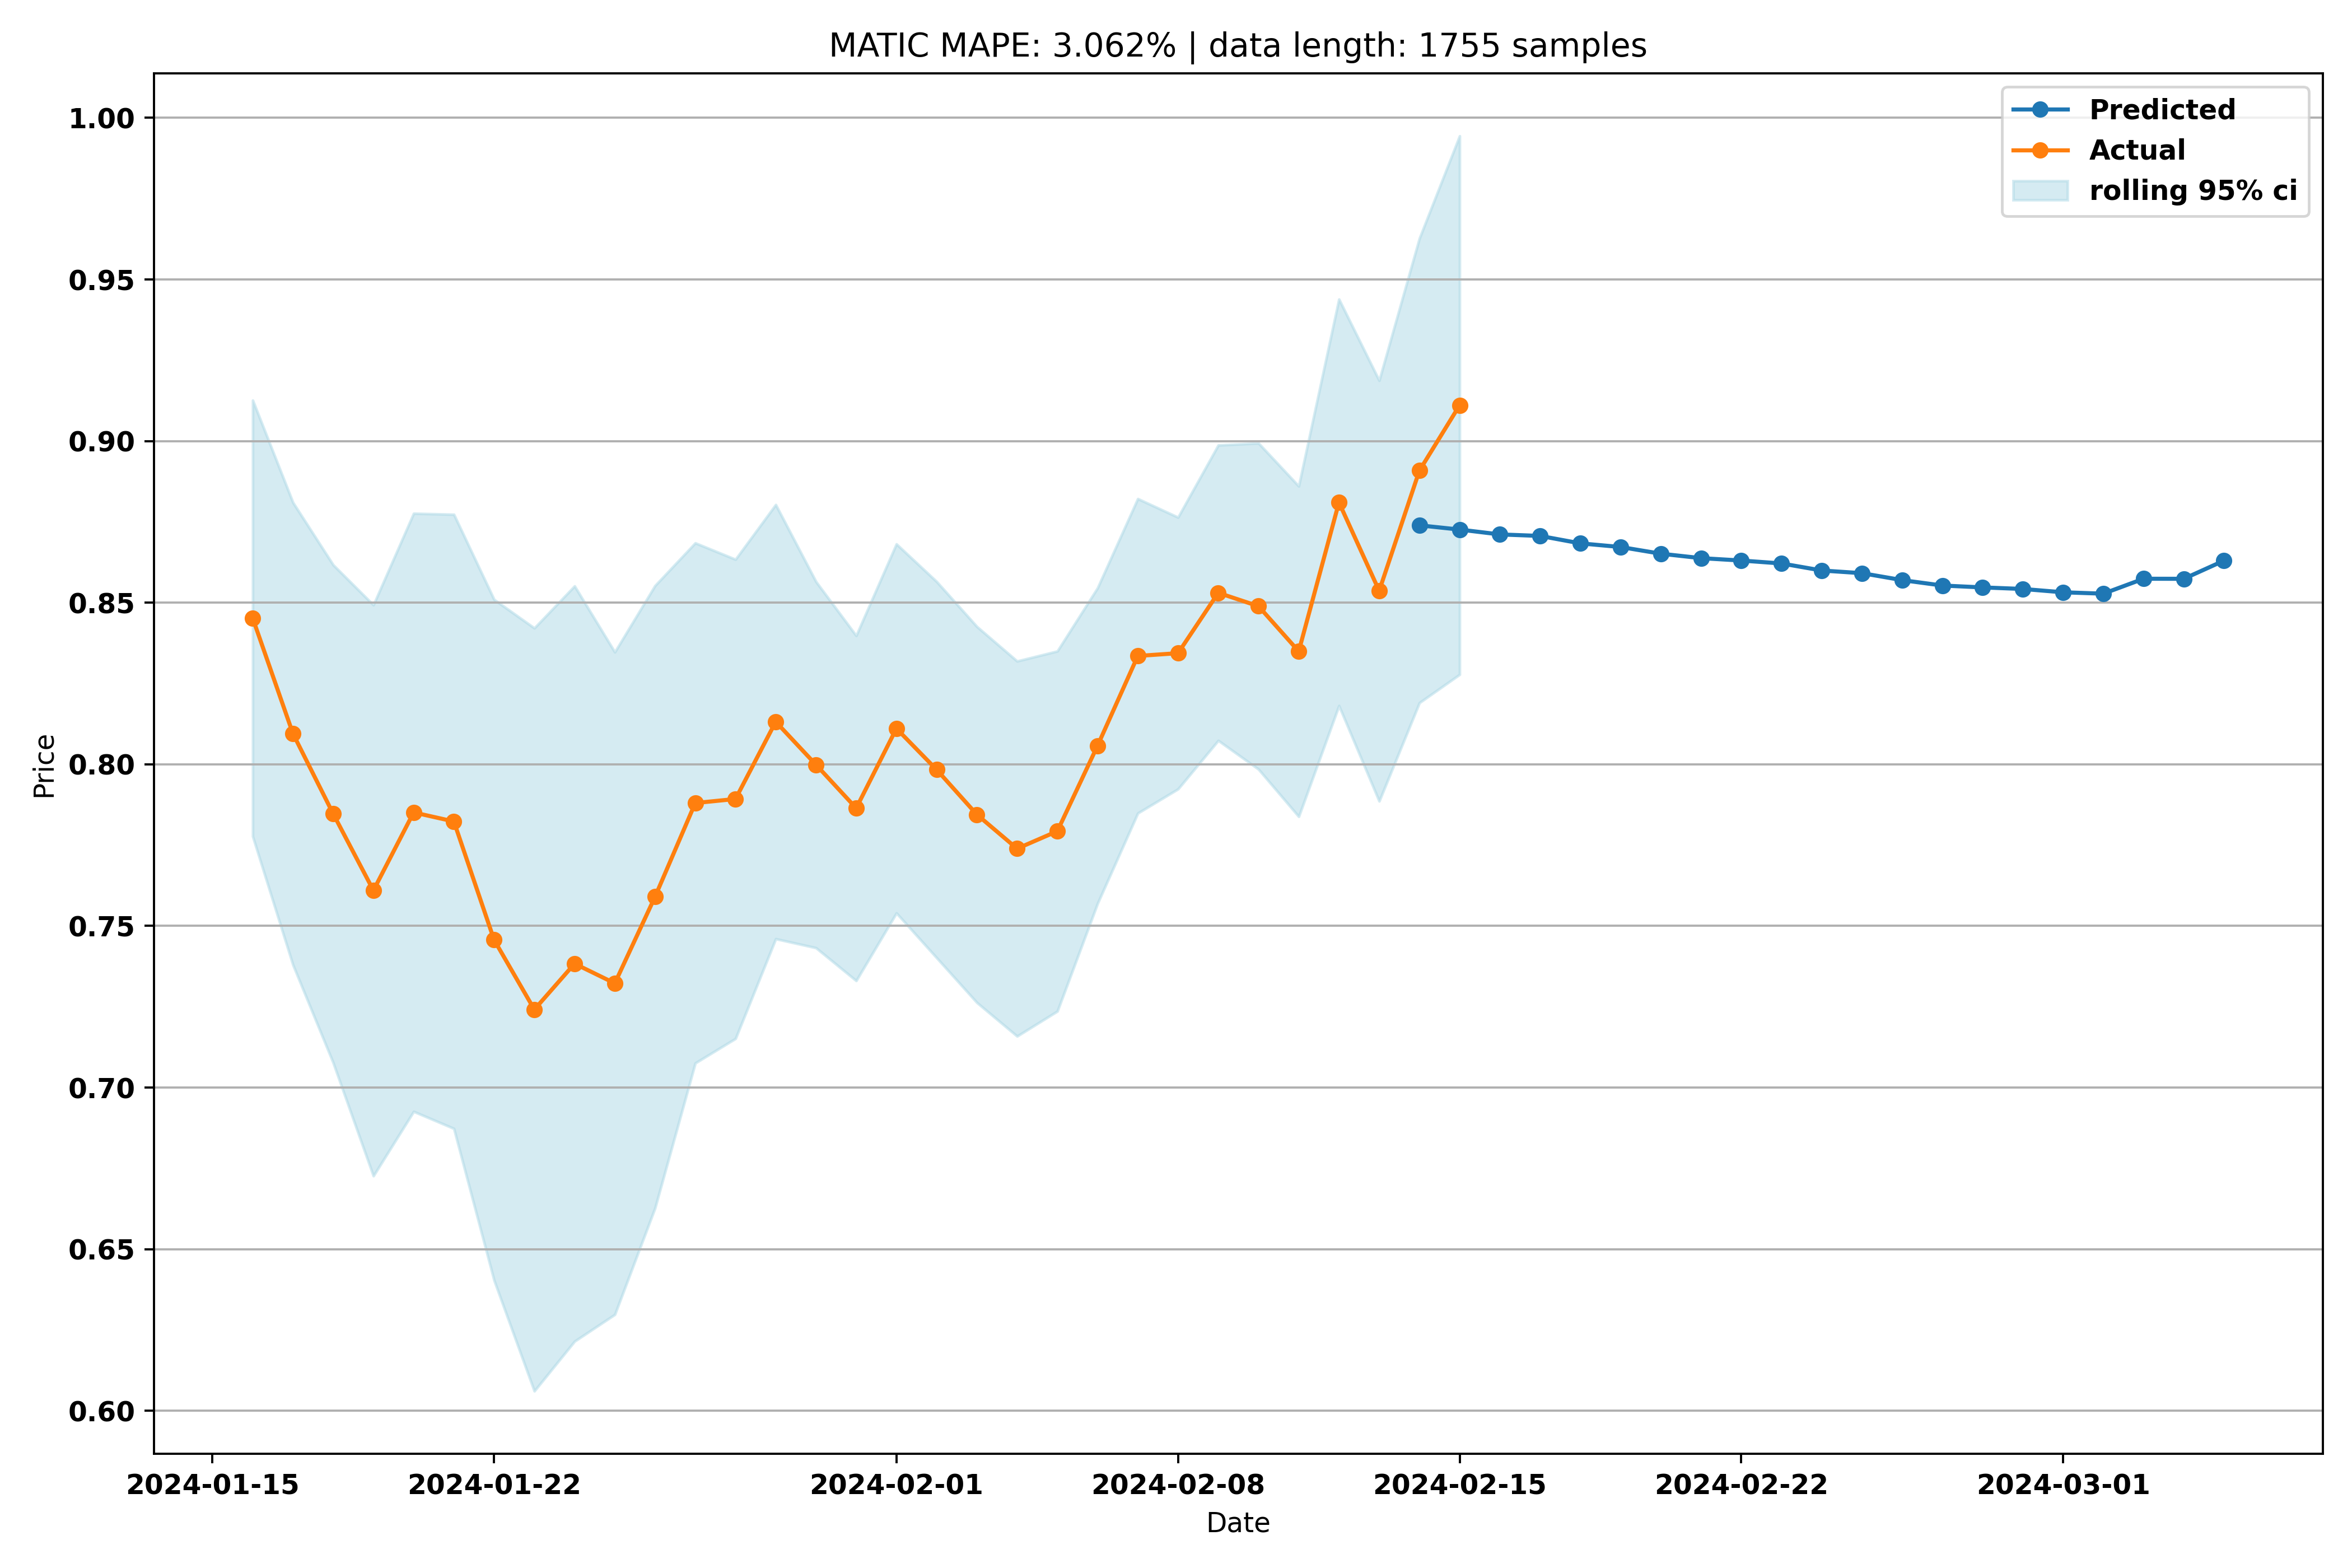 MATIC MAPE: 3.062% | data length: 1755 samples
Predicted
Actual
rolling 95% ci
1.00
0.95
0.90
0.85
0.80
0.75
0.70
0.65
0.60
Price
2024-01-15 2024-01-22 2024-02-01 2024-02-08 2024-02-15 2024-02-22 2024-03-01
Date